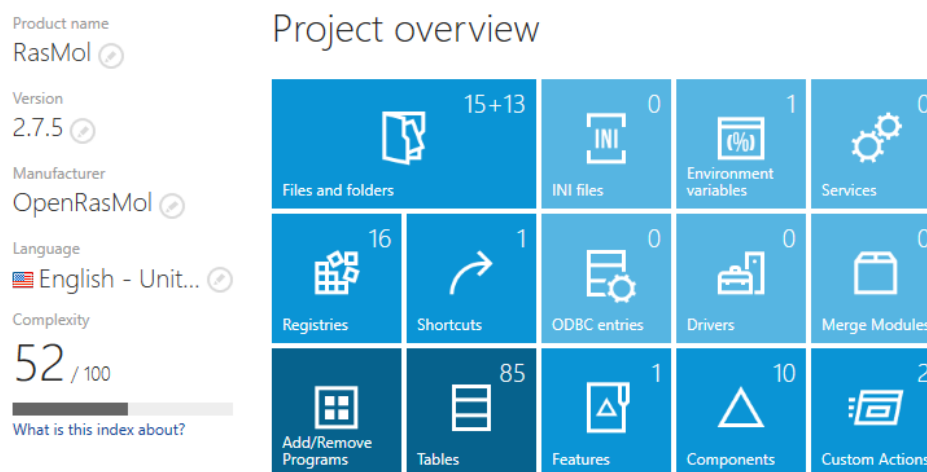 Product name
RasMol
Version
2.7.5
Manufacturer
OpenRasMol
Language
English - Unit...
Complexity
52 / 100
What is this index about?
Project overview
15+13
Files and folders
0
INI
INI files
1
(%)
Environment
variables
0
Services
16
Registries
1
Shortcuts
0
ODBC entries
0
Drivers
0
Merge Modules
Add/Remove
Programs
85
Tables
1
Features
10
Components
2
Custom Actions